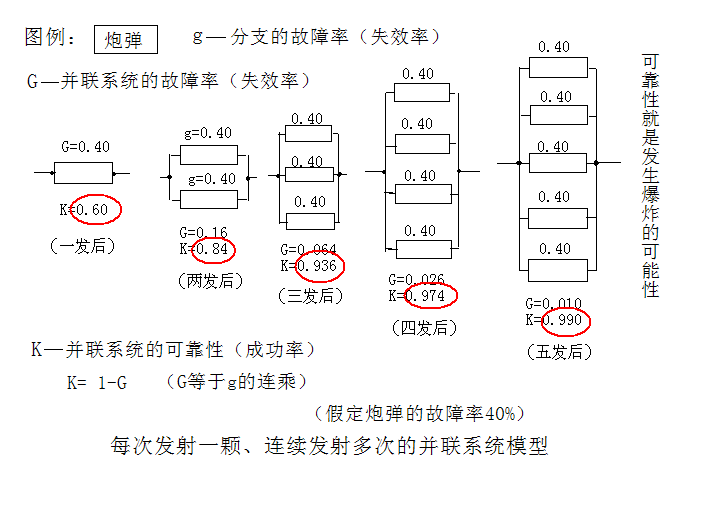 图例： 炮弹 g—分支的故障率（失效率）
G—并联系统的故障率（失效率）
可靠性就是发生爆炸的可能性
G=0.40
K=0.60
(一发后)
g=0.40
g=0.40
G=0.16
K=0.84
(两发后)
0.40
0.40
0.40
G=0.064
K=0.936
(三发后)
0.40
0.40
0.40
0.40
G=0.026
K=0.974
(四发后)
0.40
0.40
0.40
0.40
0.40
G=0.010
K=0.990
(五发后)
K—并联系统的可靠性（成功率）
K= 1-G （G等于g的连乘）
（假定炮弹的故障率40%）
每次发射一颗、连续发射多次的并联系统模型